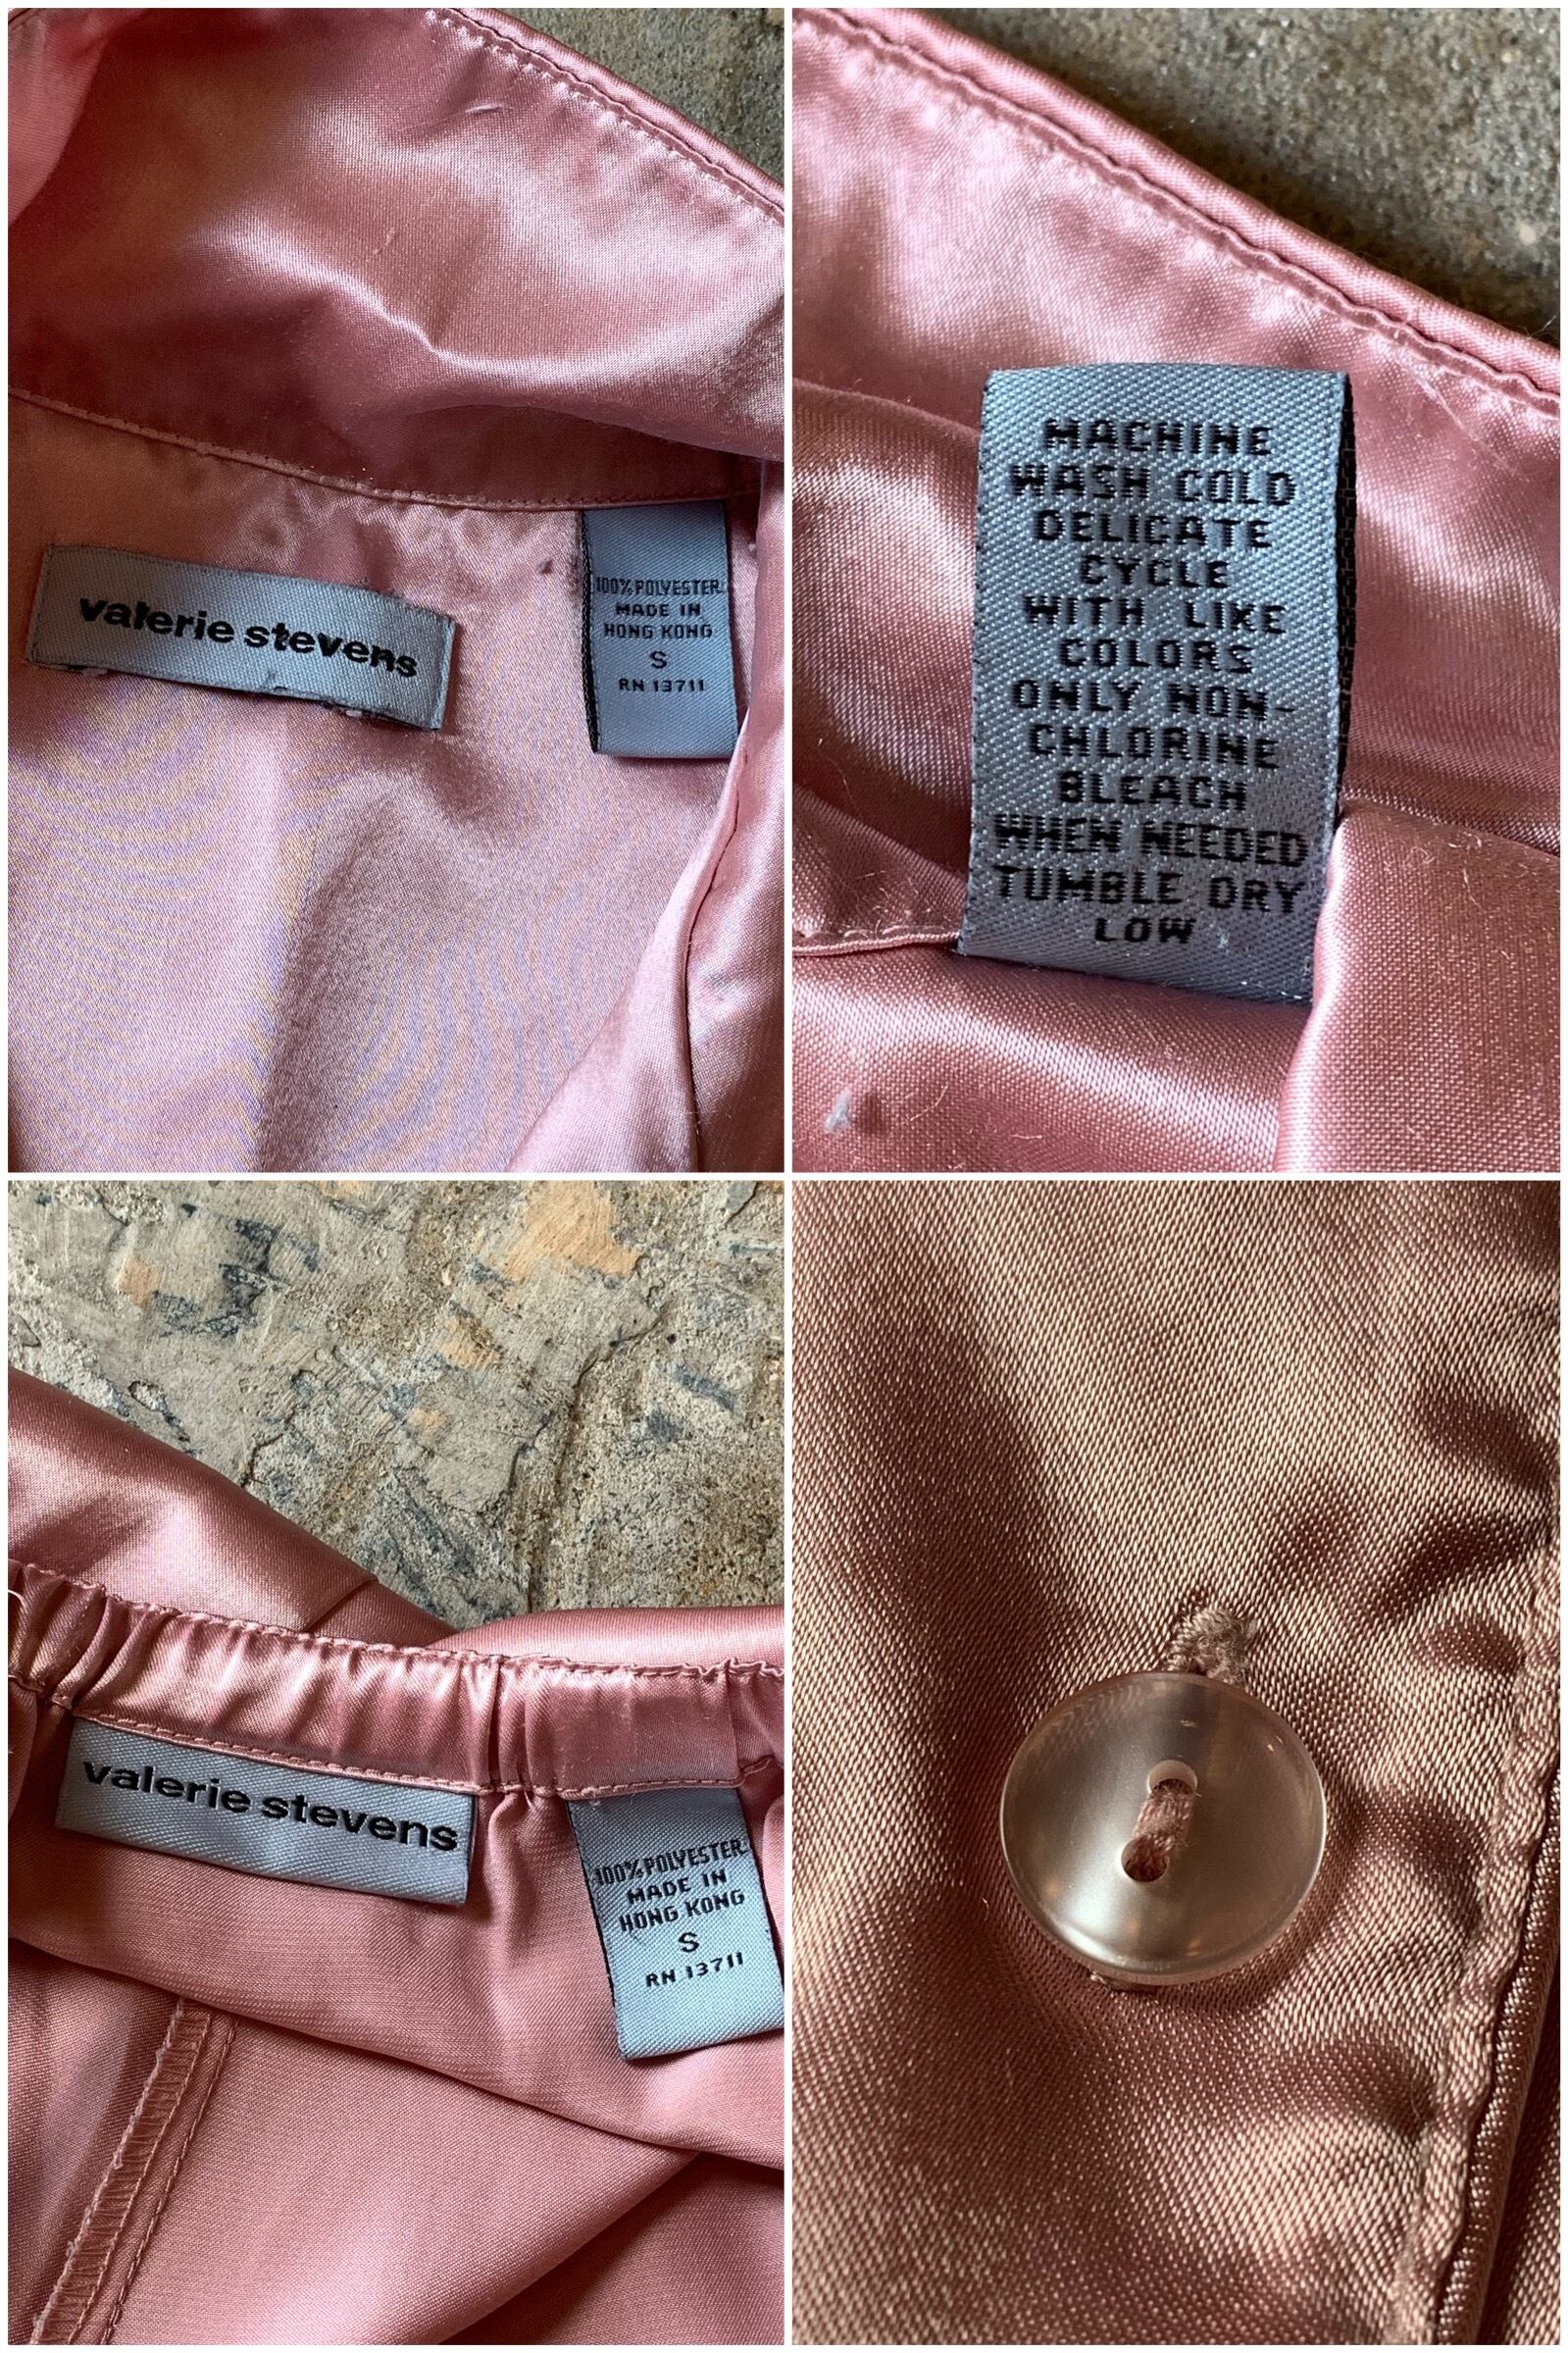 valerie stevens
100% POLYESTER
MADE IN
HONG KONG
S
RN 13711
MACHINE
WASH COLD
DELICATE
CYCLE
WITH LIKE
COLORS
ONLY NON-
CHLORINE
BLEACH
WHEN NEEDED
TUMBLE DRY
LOW
valerie stevens
100% POLYESTER
MADE IN
HONG KONG
S
RN 13711